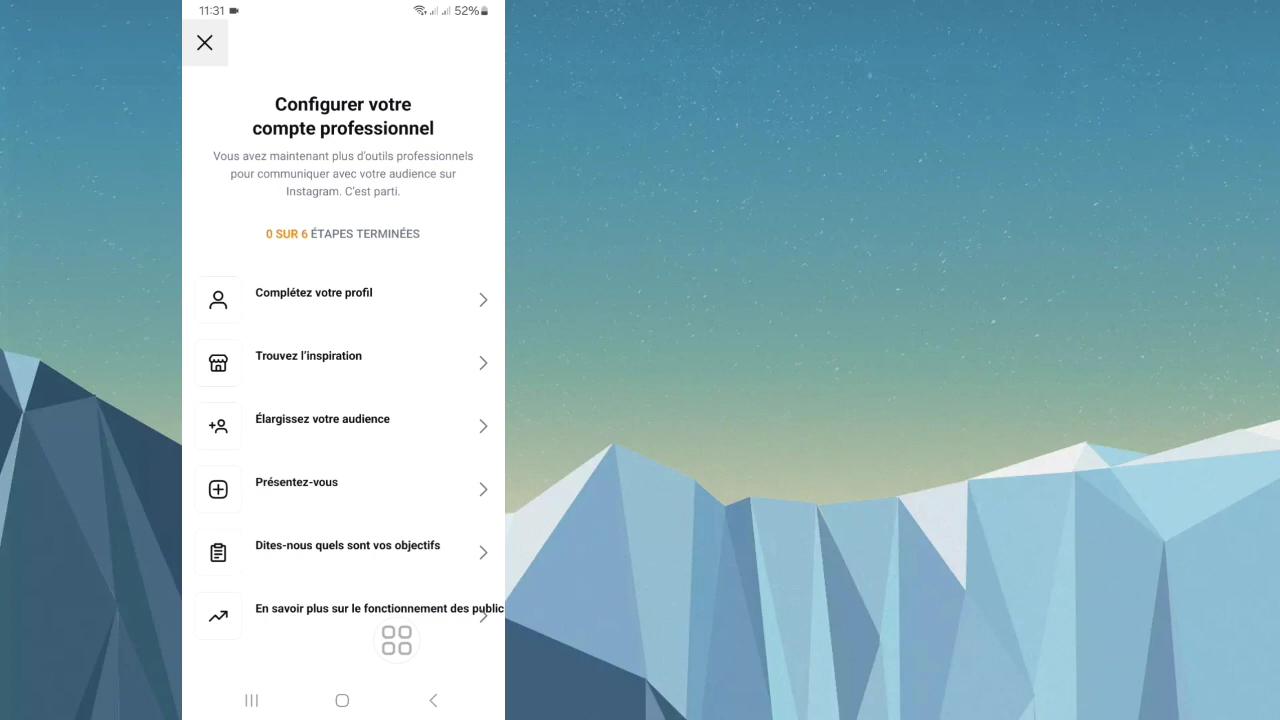 11:31
52%
Configurer votre
compte professionnel
Vous avez maintenant plus d'outils professionnels
pour communiquer avec votre audience sur
Instagram. C'est parti.
0 SUR 6 ÉTAPES TERMINÉES
Complétez votre profil
Trouvez l'inspiration
Élargissez votre audience
Présentez-vous
Dites-nous quels sont vos objectifs
En savoir plus sur le fonctionnement des public